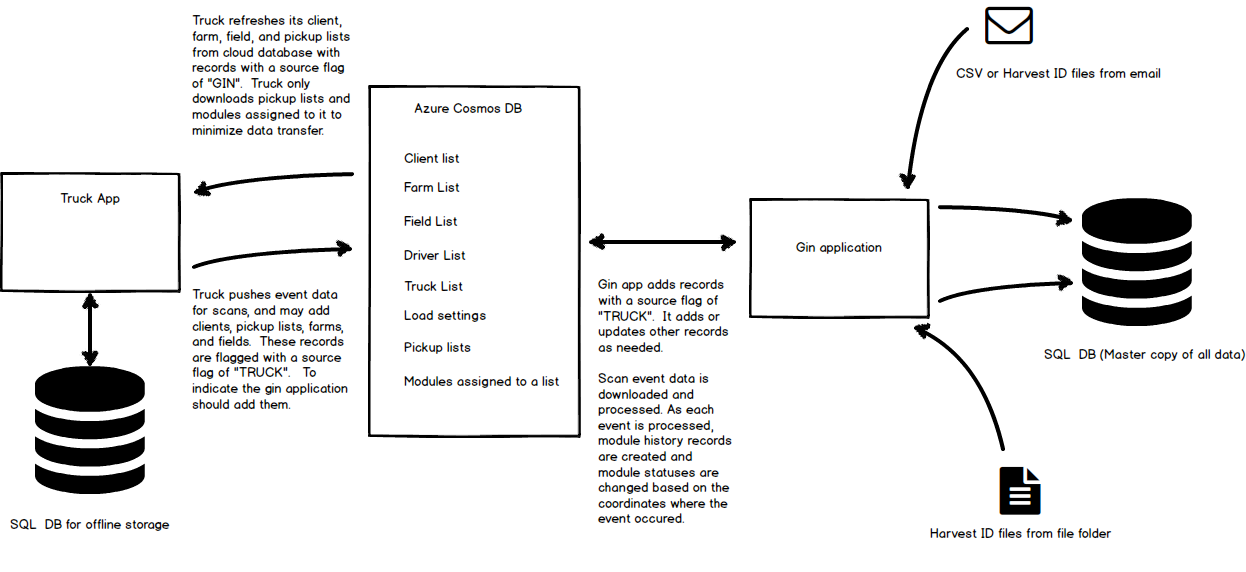 Truck refreshes its client,
farm, field, and pickup lists
from cloud database with
records with a source flag
of "GIN".  Truck only
downloads pickup lists and
modules assigned to it to
minimize data transfer.
CSV or Harvest ID files from email
Azure Cosmos DB
Client list
Farm List
Field List
Driver List
Truck List
Load settings
Pickup lists
Modules assigned to a list
Truck App
Gin application
Truck pushes event data
for scans, and may add
clients, pickup lists, farms,
and fields.  These records
are flagged with a source
flag of "TRUCK".   To
indicate the gin application
should add them.
Gin app adds records
with a source flag of
"TRUCK".  It adds or
updates other records
as needed.
Scan event data is
downloaded and
processed. As each
event is processed,
module history records
are created and
module statuses are
changed based on the
coordinates where the
event occured.
SQL  DB (Master copy of all data)
SQL  DB for offline storage
Harvest ID files from file folder